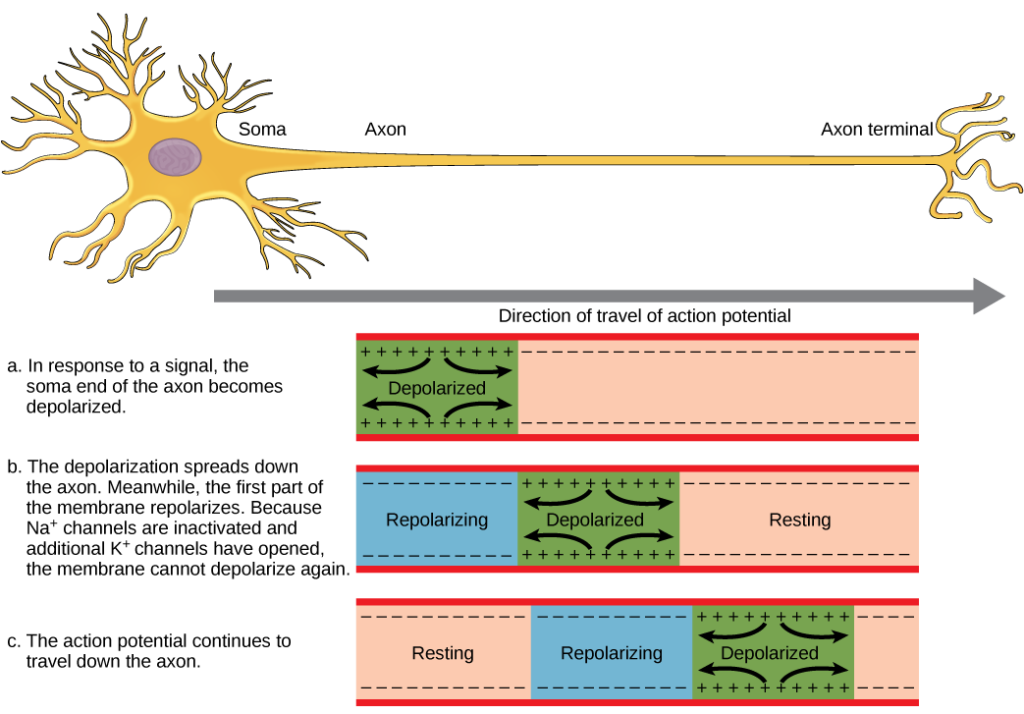 Soma
Axon
Axon terminal
Direction of travel of action potential
a. In response to a signal, the
soma end of the axon becomes
depolarized.
+ + + + + + + + + +
Depolarized
+ + + + + + + + + +
b. The depolarization spreads down
the axon. Meanwhile, the first part of
the membrane repolarizes. Because
Na⁺ channels are inactivated and
additional K⁺ channels have opened,
the membrane cannot depolarize again.
+ + + + + + + + + +
Repolarizing
Depolarized
Resting
+ + + + + + + + + +
c. The action potential continues to
travel down the axon.
+ + + + + + + + + +
Resting
Repolarizing
Depolarized
+ + + + + + + + + +